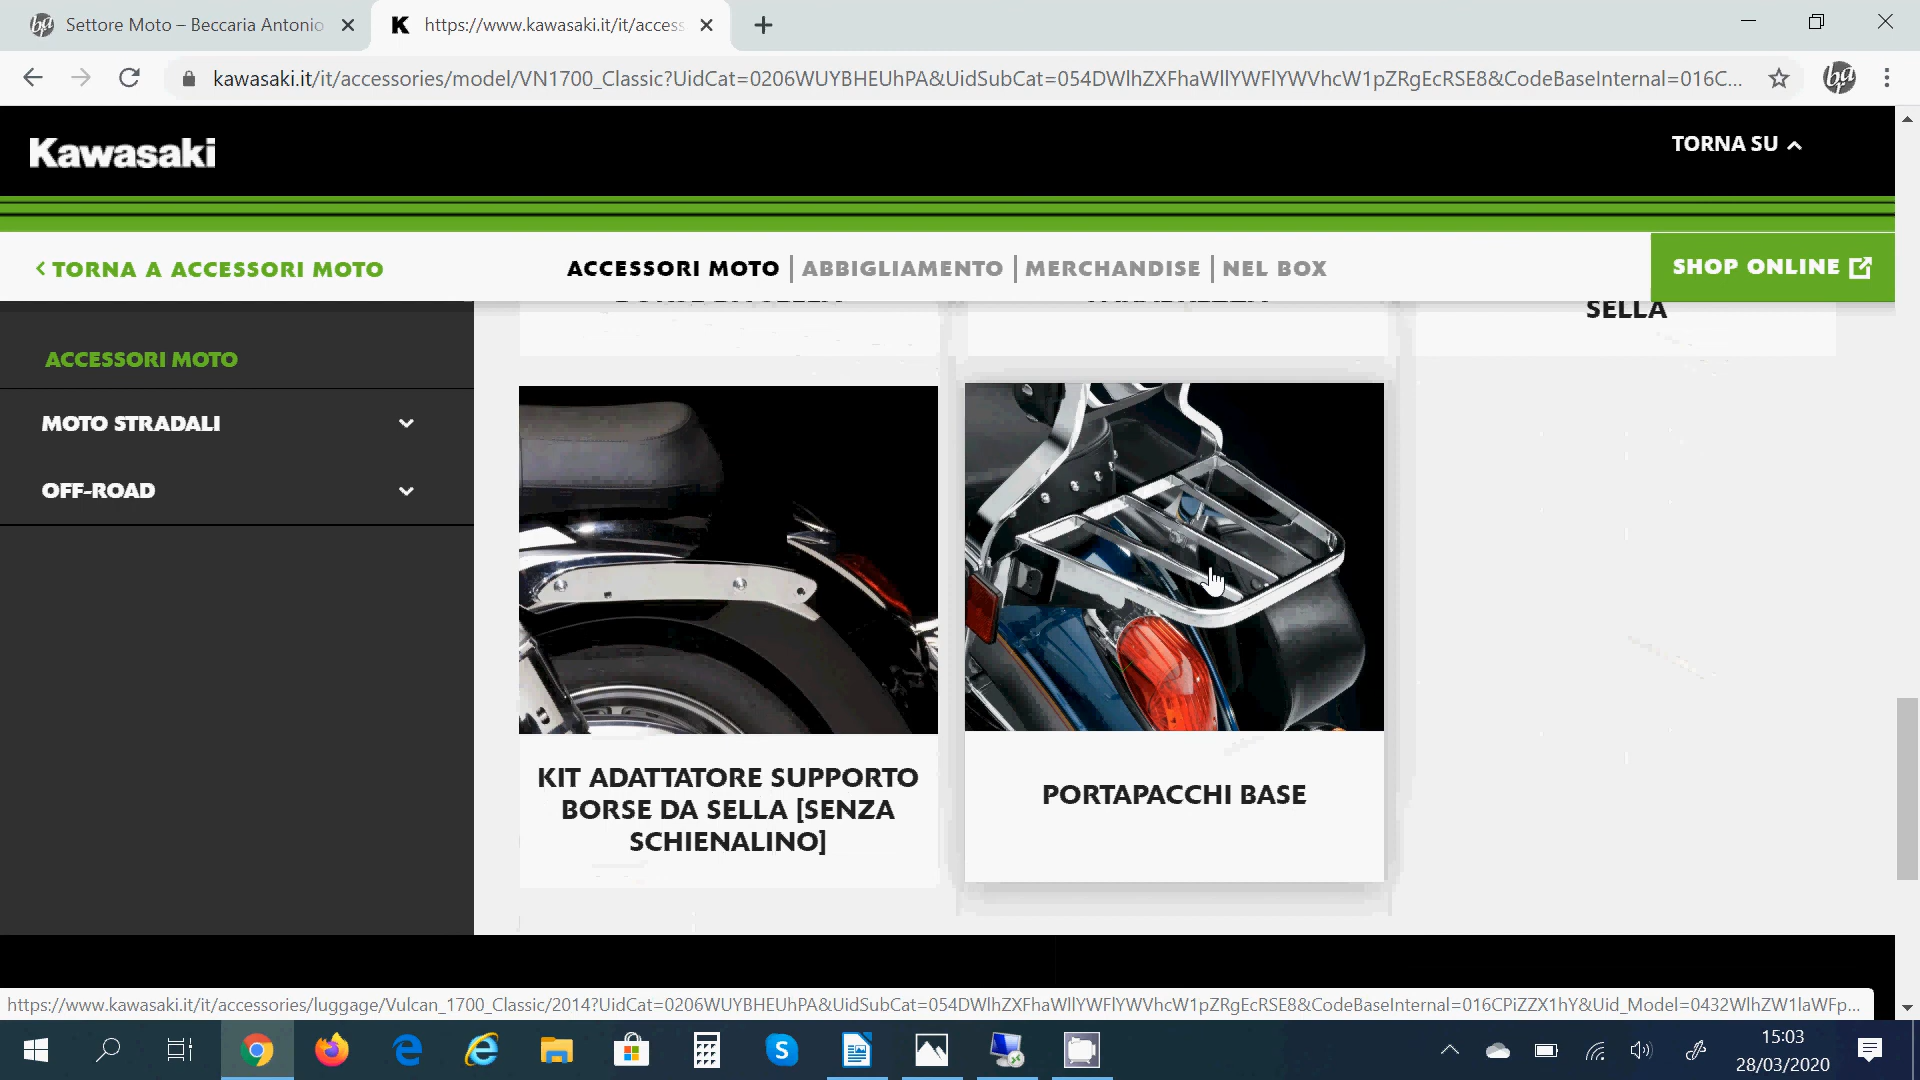 Settore Moto – Beccaria Antonio
https://www.kawasaki.it/it/access
kawasaki.it/it/accessories/model/VN1700_Classic?UidCat=0206WUYBHEUhPA&UidSubCat=054DWlhZXFhaWllYWFlYWVhcW1pZRgEcRSE8&CodeBaseInternal=016C...
Kawasaki
TORNA SU
TORNA A ACCESSORI MOTO
ACCESSORI MOTO | ABBIGLIAMENTO | MERCHANDISE | NEL BOX
SHOP ONLINE
SELLA
ACCESSORI MOTO
MOTO STRADALI
OFF-ROAD
KIT ADATTATORE SUPPORTO
BORSE DA SELLA [SENZA
SCHIENALINO]
PORTAPACCHI BASE
https://www.kawasaki.it/it/accessories/luggage/Vulcan_1700_Classic/2014?UidCat=0206WUYBHEUhPA&UidSubCat=054DWlhZXFhaWllYWFlYWVhcW1pZRgEcRSE8&CodeBaseInternal=016CPiZZX1hY&Uid_Model=0432WlhZW1laWFp...
15:03
28/03/2020